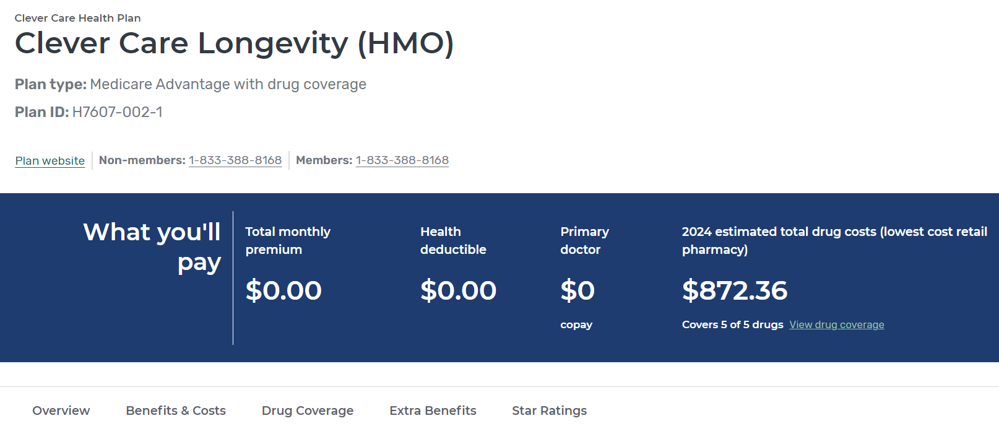 Clever Care Health Plan
Clever Care Longevity (HMO)
Plan type: Medicare Advantage with drug coverage
Plan ID: H7607-002-1
Plan website Non-members: 1-833-388-8168 Members: 1-833-388-8168
What you'll
pay
Total monthly
premium
$0.00
Health
deductible
$0.00
Primary
doctor
$0
copay
2024 estimated total drug costs (lowest cost retail
pharmacy)
$872.36
Covers 5 of 5 drugs View drug coverage
Overview Benefits & Costs Drug Coverage Extra Benefits Star Ratings